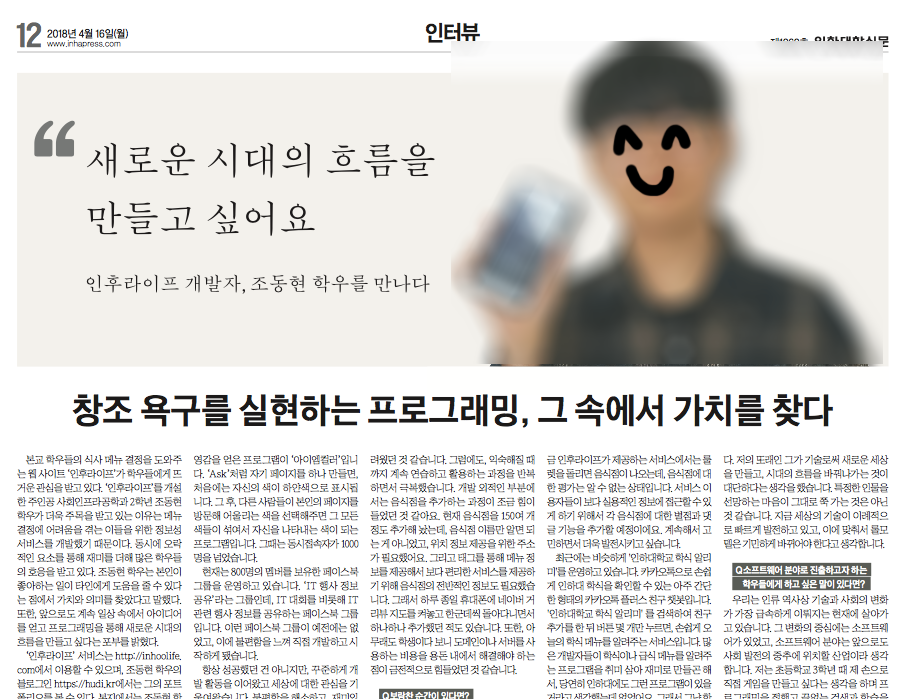 12
2018년 4월 16일(월)
www.inhapress.com
인터뷰
새로운 시대의 흐름을
만들고 싶어요
인후라이프 개발자, 조동현 학우를 만나다
창조 욕구를 실현하는 프로그래밍, 그 속에서 가치를 찾다
본교 학우들의 식사 메뉴 결정을 도와주
는 웹 사이트 '인후라이프'가 학우들에게 뜨
거운 관심을 받고 있다. '인후라이프'를 개설
한 주인공 사회인프라공학과 2학년 조동현
학우가 더욱 주목을 받고 있는 이유는 메뉴
결정에 어려움을 겪는 이들을 위한 정보성
서비스를 개발했기 때문이다. 동시에 오락
적인 요소를 통해 재미를 더해 많은 학우들
의 호응을 받고 있다. 조동현 학우는 본인이
좋아하는 일이 타인에게 도움을 줄 수 있다
는 점에서 가치와 의미를 찾았다고 말했다.
또한, 앞으로도 계속 일상 속에서 아이디어
를 얻고 프로그래밍을 통해 새로운 시대의
흐름을 만들고 싶다는 포부를 밝혔다.
'인후라이프' 서비스는 http://inhoolife.
com에서 이용할 수 있으며, 조동현 학우의
블로그인 https://hudi.kr에서는 그의 포트
폴리오를 볼 수 있다. 본지에서는 조동현 학
영감을 얻은 프로그램이 '아이엠컬러'입니
다. 'Ask'처럼 자기 페이지를 하나 만들면,
처음에는 자신의 색이 하얀색으로 표시됩
니다. 그 후, 다른 사람들이 본인의 페이지를
방문해 어울리는 색을 선택해주면 그 모든
색들이 섞여서 자신을 나타내는 색이 되는
프로그램입니다. 그때는 동시접속자가 1000
명을 넘었습니다.
현재는 800명의 멤버를 보유한 페이스북
그룹을 운영하고 있습니다. 'IT 행사 정보
공유'라는 그룹인데, IT 대회를 비롯해 IT
관련 행사 정보를 공유하는 페이스북 그룹
입니다. 이런 페이스북 그룹이 예전에는 없
었고, 이에 불편함을 느껴 직접 개발하고 시
작하게 됐습니다.
항상 성공했던 건 아니지만, 꾸준하게 개
발 활동을 이어왔고 세상에 대한 관심을 기
울여왔습니다. 불편함을 해소하고, 재미있
려웠던 것 같습니다. 그럼에도, 익숙해질 때
까지 계속 연습하고 활용하는 과정을 반복
하면서 극복했습니다. 개발 외적인 부분에
서는 음식점을 추가하는 과정이 조금 힘이
들었던 것 같아요. 현재 음식점을 150여 개
정도 추가해 놨는데, 음식점 이름만 알면 되
는 게 아니었고, 위치 정보 제공을 위한 주소
가 필요했어요. 그리고 태그를 통해 메뉴 정
보를 제공해서 보다 편리한 서비스를 제공하
기 위해 음식점의 전반적인 정보도 필요했습
니다. 그래서 하루 종일 휴대폰에 네이버 거
리뷰 지도를 켜놓고 한군데씩 돌아다니면서
하나하나 추가했던 적도 있습니다. 또한, 아
무래도 학생이다 보니 도메인이나 서버를 사
용하는 비용을 용돈 내에서 해결해야 하는
점이 금전적으로 힘들었던 것 같습니다.
Q 보람찬 순간이 있다면?
금 인후라이프가 제공하는 서비스에서는 룰
렛을 돌리면 음식점이 나오는데, 음식점에 대
한 평가는 알 수 없는 상태입니다. 서비스 이
용자들이 보다 실용적인 정보에 접근할 수 있
게 하기 위해서 각 음식점에 대한 별점과 댓
글 기능을 추가할 예정이에요. 계속해서 고
민하면서 더욱 발전시키고 싶습니다.
최근에는 비슷하게 '인하대학교 학식 알리
미'를 운영하고 있습니다. 카카오톡으로 손쉽
게 인하대 학식을 확인할 수 있는 아주 간단
한 형태의 카카오톡 플러스 친구 챗봇입니다.
'인하대학교 학식알리미' 를 검색하여 친구
추가를 한 뒤 버튼 몇 개만 누르면, 손쉽게 오
늘의 학식 메뉴를 알려주는 서비스입니다. 많
은 개발자들이 학식이나 급식 메뉴를 알려주
는 프로그램을 취미 삼아 재미로 만들곤 해
서, 당연히 인하대에도 그런 프로그램이 있을
다. 저의 또래인 그가 기술로써 새로운 세상
을 만들고, 시대의 흐름을 바꿔나가는 것이
대단하다는 생각을 했습니다. 특정한 인물을
선망하는 마음이 그대로 쭉 가는 것은 아닌
것 같습니다. 지금 세상의 기술이 이례적으
로 빠르게 발전하고 있고, 이에 맞춰서 롤모
델은 기민하게 바뀌어야 한다고 생각합니다.
Q 소프트웨어 분야로 진출하고자 하는
학우들에게 하고 싶은 말이 있다면?
우리는 인류 역사상 기술과 사회의 변화
가 가장 급속하게 이뤄지는 현재에 살아가
고 있습니다. 그 변화의 중심에는 소프트웨
어가 있었고, 소프트웨어 분야는 앞으로도
사회 발전의 중추에 위치할 산업이라 생각
합니다. 저는 초등학교 3학년 때 제 손으로
직접 게임을 만들고 싶다는 생각을 하며 프